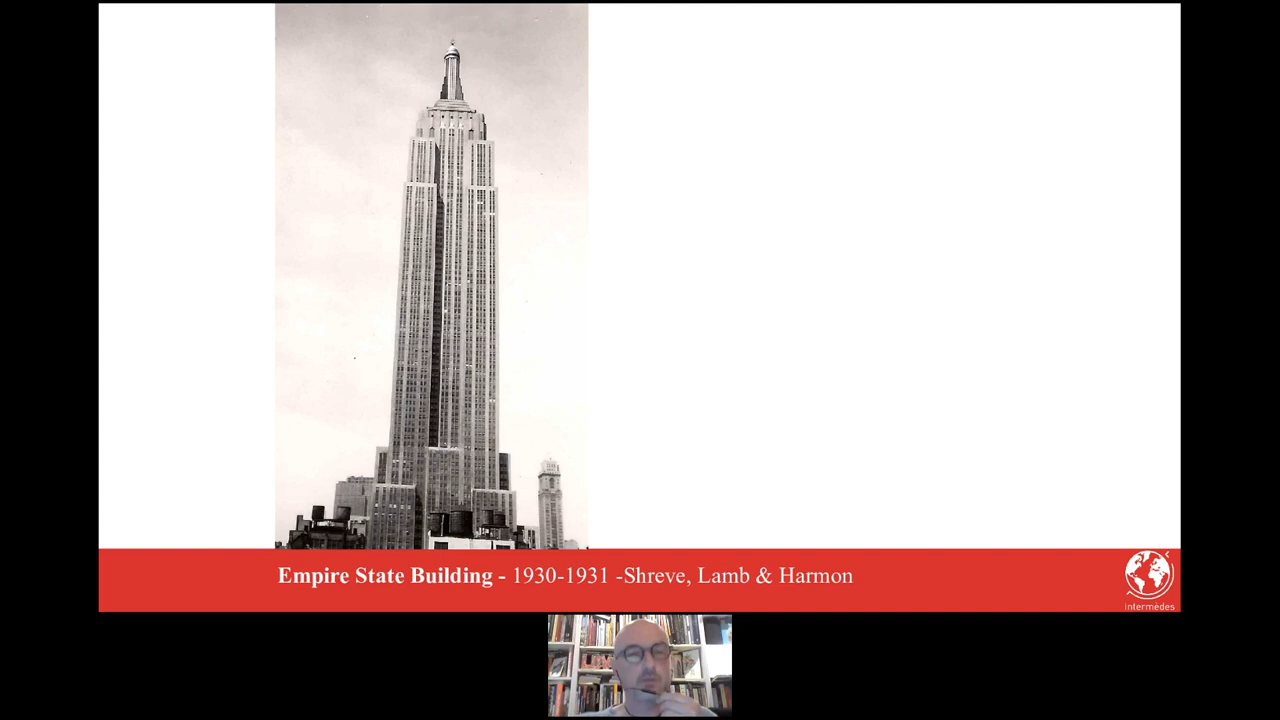 Empire State Building - 1930-1931 -Shreve, Lamb & Harmon
intermèdes